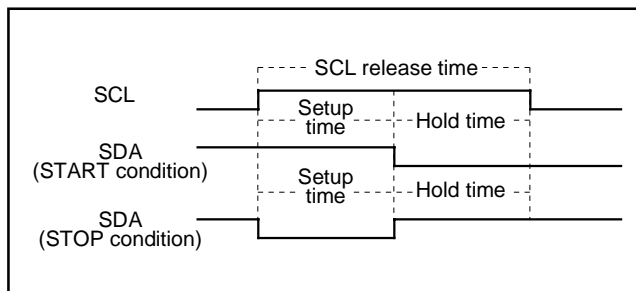 SCL release time
SCL
Setup
time
Hold time
SDA
(START condition)
Setup
time
Hold time
SDA
(STOP condition)